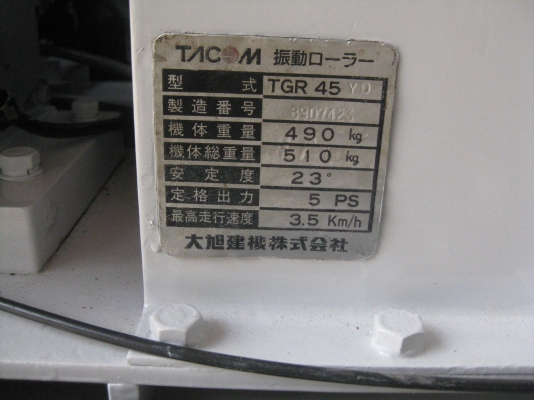 TACOM 振動ローラー
型式 TGR 45 YD
製造番号 8907423
機体重量 490 kg
機体総重量 510 kg
安定度 23°
定格出力 5 PS
最高走行速度 3.5 Km/h
大旭建機株式会社